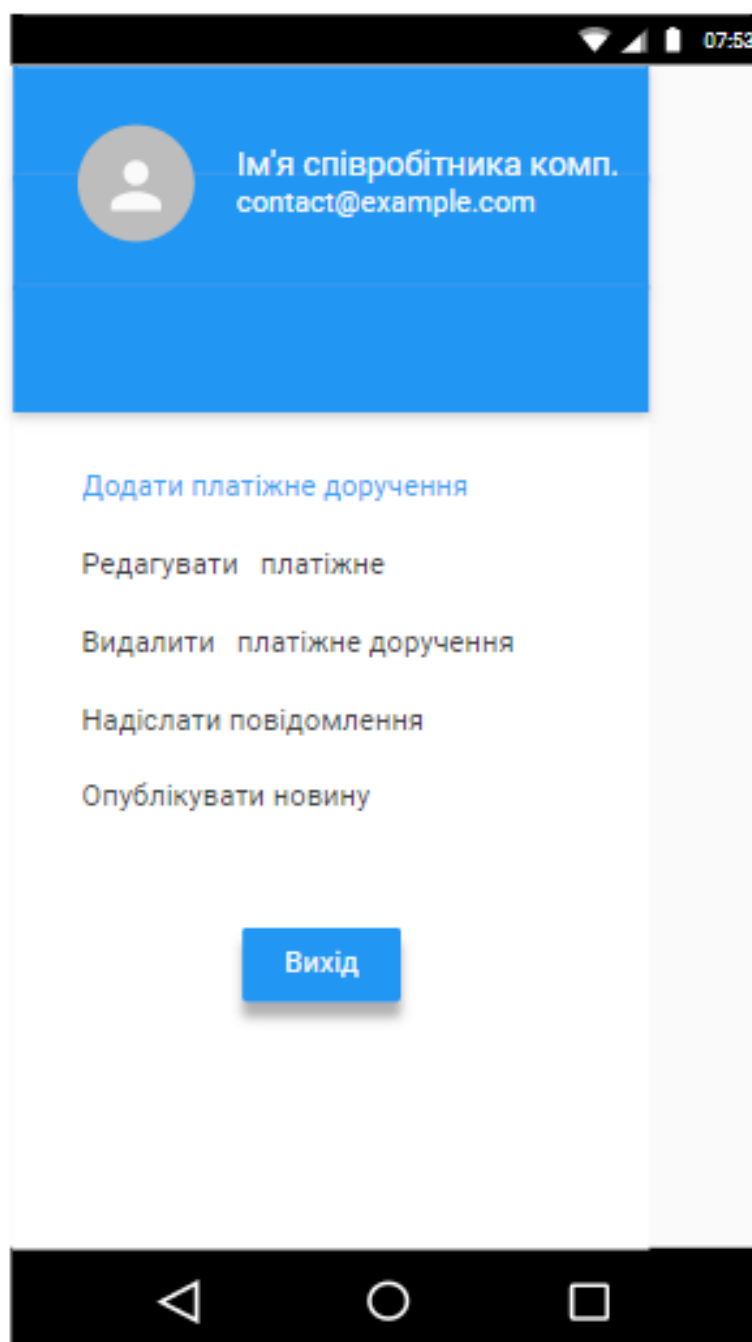 07:53
Ім'я співробітника комп.
contact@example.com
Додати платіжне доручення
Редагувати платіжне
Видалити платіжне доручення
Надіслати повідомлення
Опублікувати новину
Вихід